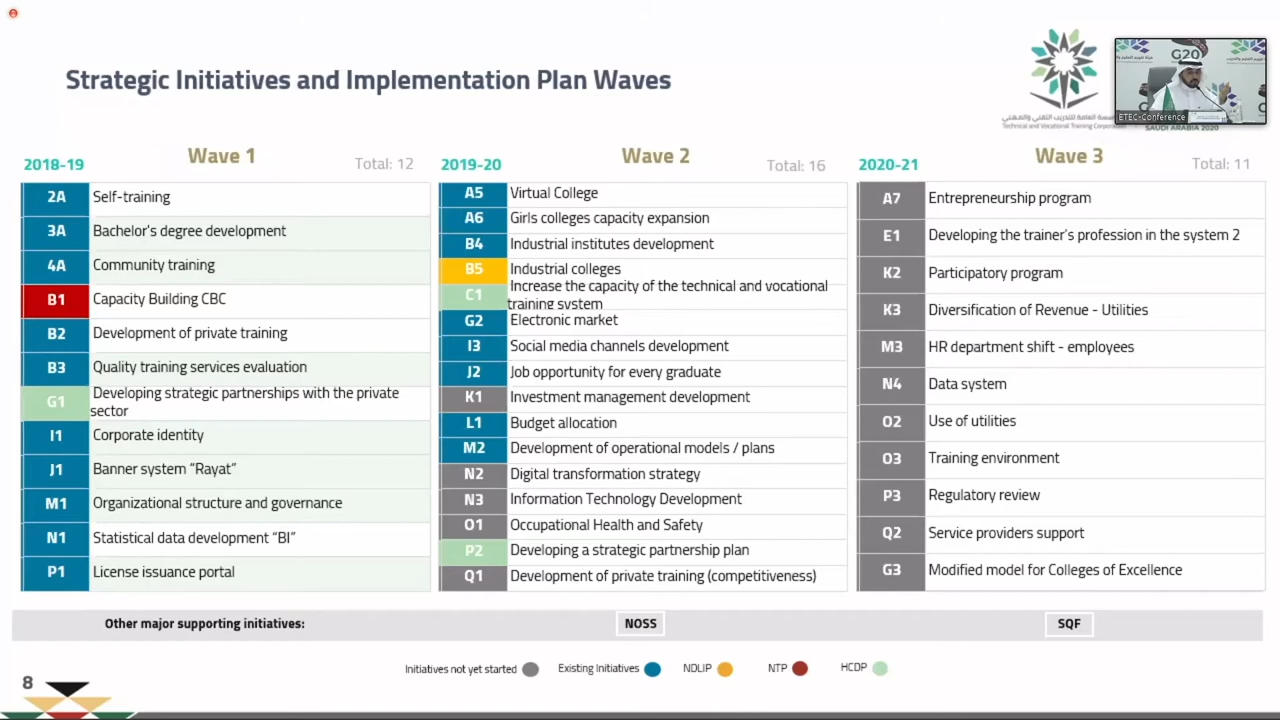 Strategic Initiatives and Implementation Plan Waves
G20
ETEC-Conference
Technical and Vocational Training Corporation
SAUDI ARABIA 2020
2018-19 Wave 1 Total: 12
2A Self-training
3A Bachelor's degree development
4A Community training
B1 Capacity Building CBC
B2 Development of private training
B3 Quality training services evaluation
G1 Developing strategic partnerships with the private
sector
I1 Corporate identity
J1 Banner system “Rayat”
M1 Organizational structure and governance
N1 Statistical data development “BI”
P1 License issuance portal
2019-20 Wave 2 Total: 16
A5 Virtual College
A6 Girls colleges capacity expansion
B4 Industrial institutes development
B5 Industrial colleges
C1 Increase the capacity of the technical and vocational
training system
G2 Electronic market
I3 Social media channels development
J2 Job opportunity for every graduate
K1 Investment management development
L1 Budget allocation
M2 Development of operational models / plans
N2 Digital transformation strategy
N3 Information Technology Development
O1 Occupational Health and Safety
P2 Developing a strategic partnership plan
Q1 Development of private training (competitiveness)
2020-21 Wave 3 Total: 11
A7 Entrepreneurship program
E1 Developing the trainer's profession in the system 2
K2 Participatory program
K3 Diversification of Revenue - Utilities
M3 HR department shift - employees
N4 Data system
O2 Use of utilities
O3 Training environment
P3 Regulatory review
Q2 Service providers support
G3 Modified model for Colleges of Excellence
Other major supporting initiatives: NOSS SQF
Initiatives not yet started Existing Initiatives NDLIP NTP HCDP
8